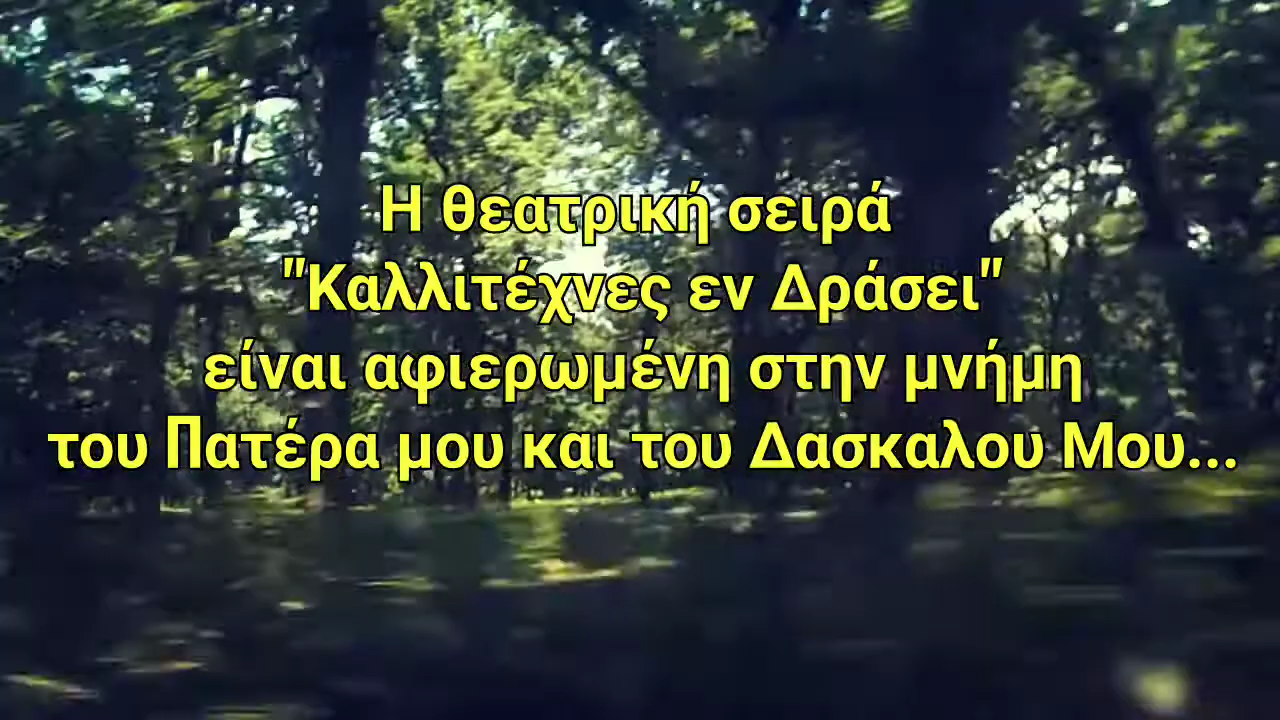 Η θεατρική σειρά
"Καλλιτέχνες εν Δράσει"
είναι αφιερωμένη στην μνήμη
του Πατέρα μου και του Δασκαλου Μου...